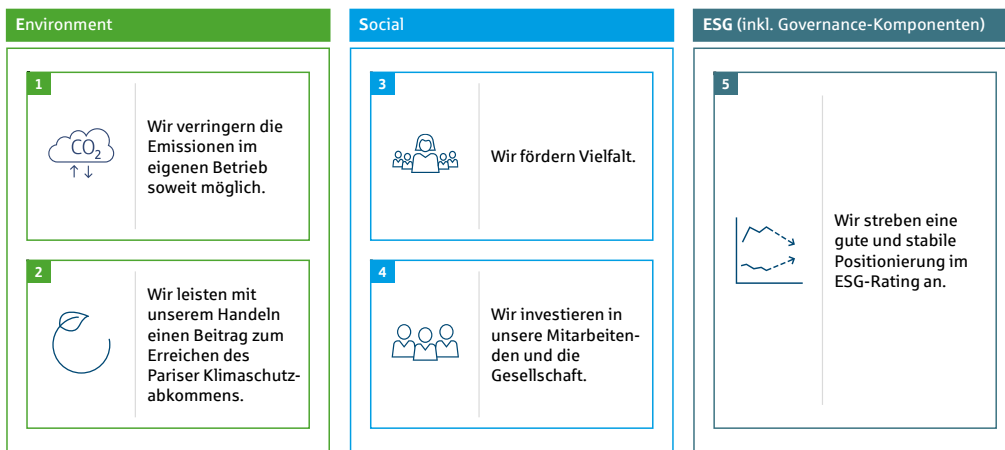 Environment
1
CO2
Wir verringern die
Emissionen im
eigenen Betrieb
soweit möglich.
2
Wir leisten mit
unserem Handeln
einen Beitrag zum
Erreichen des
Pariser Klimaschutz-
abkommens.
Social
3
Wir fördern Vielfalt.
4
Wir investieren in
unsere Mitarbeiten-
den und die
Gesellschaft.
ESG (inkl. Governance-Komponenten)
5
Wir streben eine
gute und stabile
Positionierung im
ESG-Rating an.